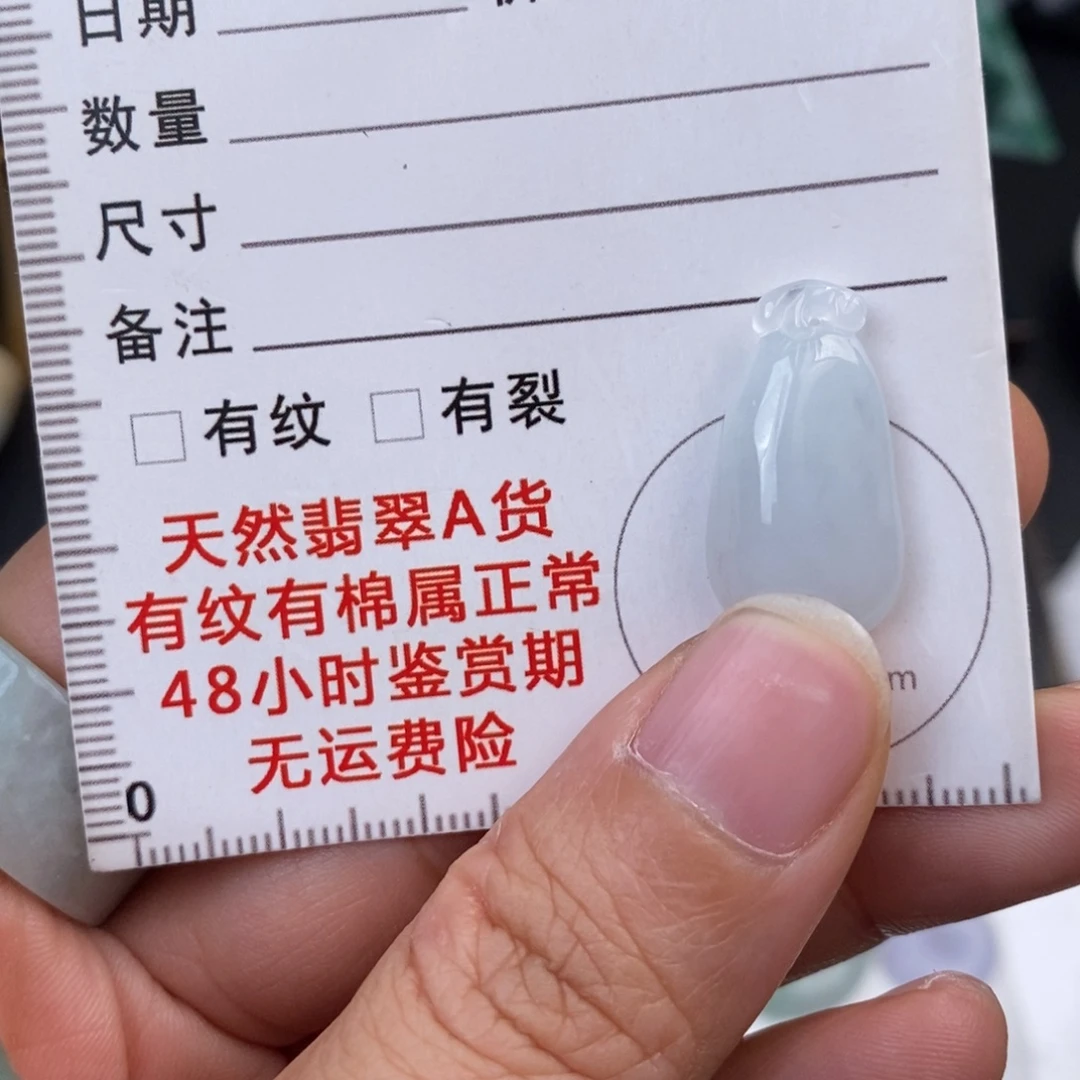 日期
数量
尺寸
备注
□ 有纹 □ 有裂
天然翡翠A货
有纹有棉属正常
48小时鉴赏期
无运费险
0
m